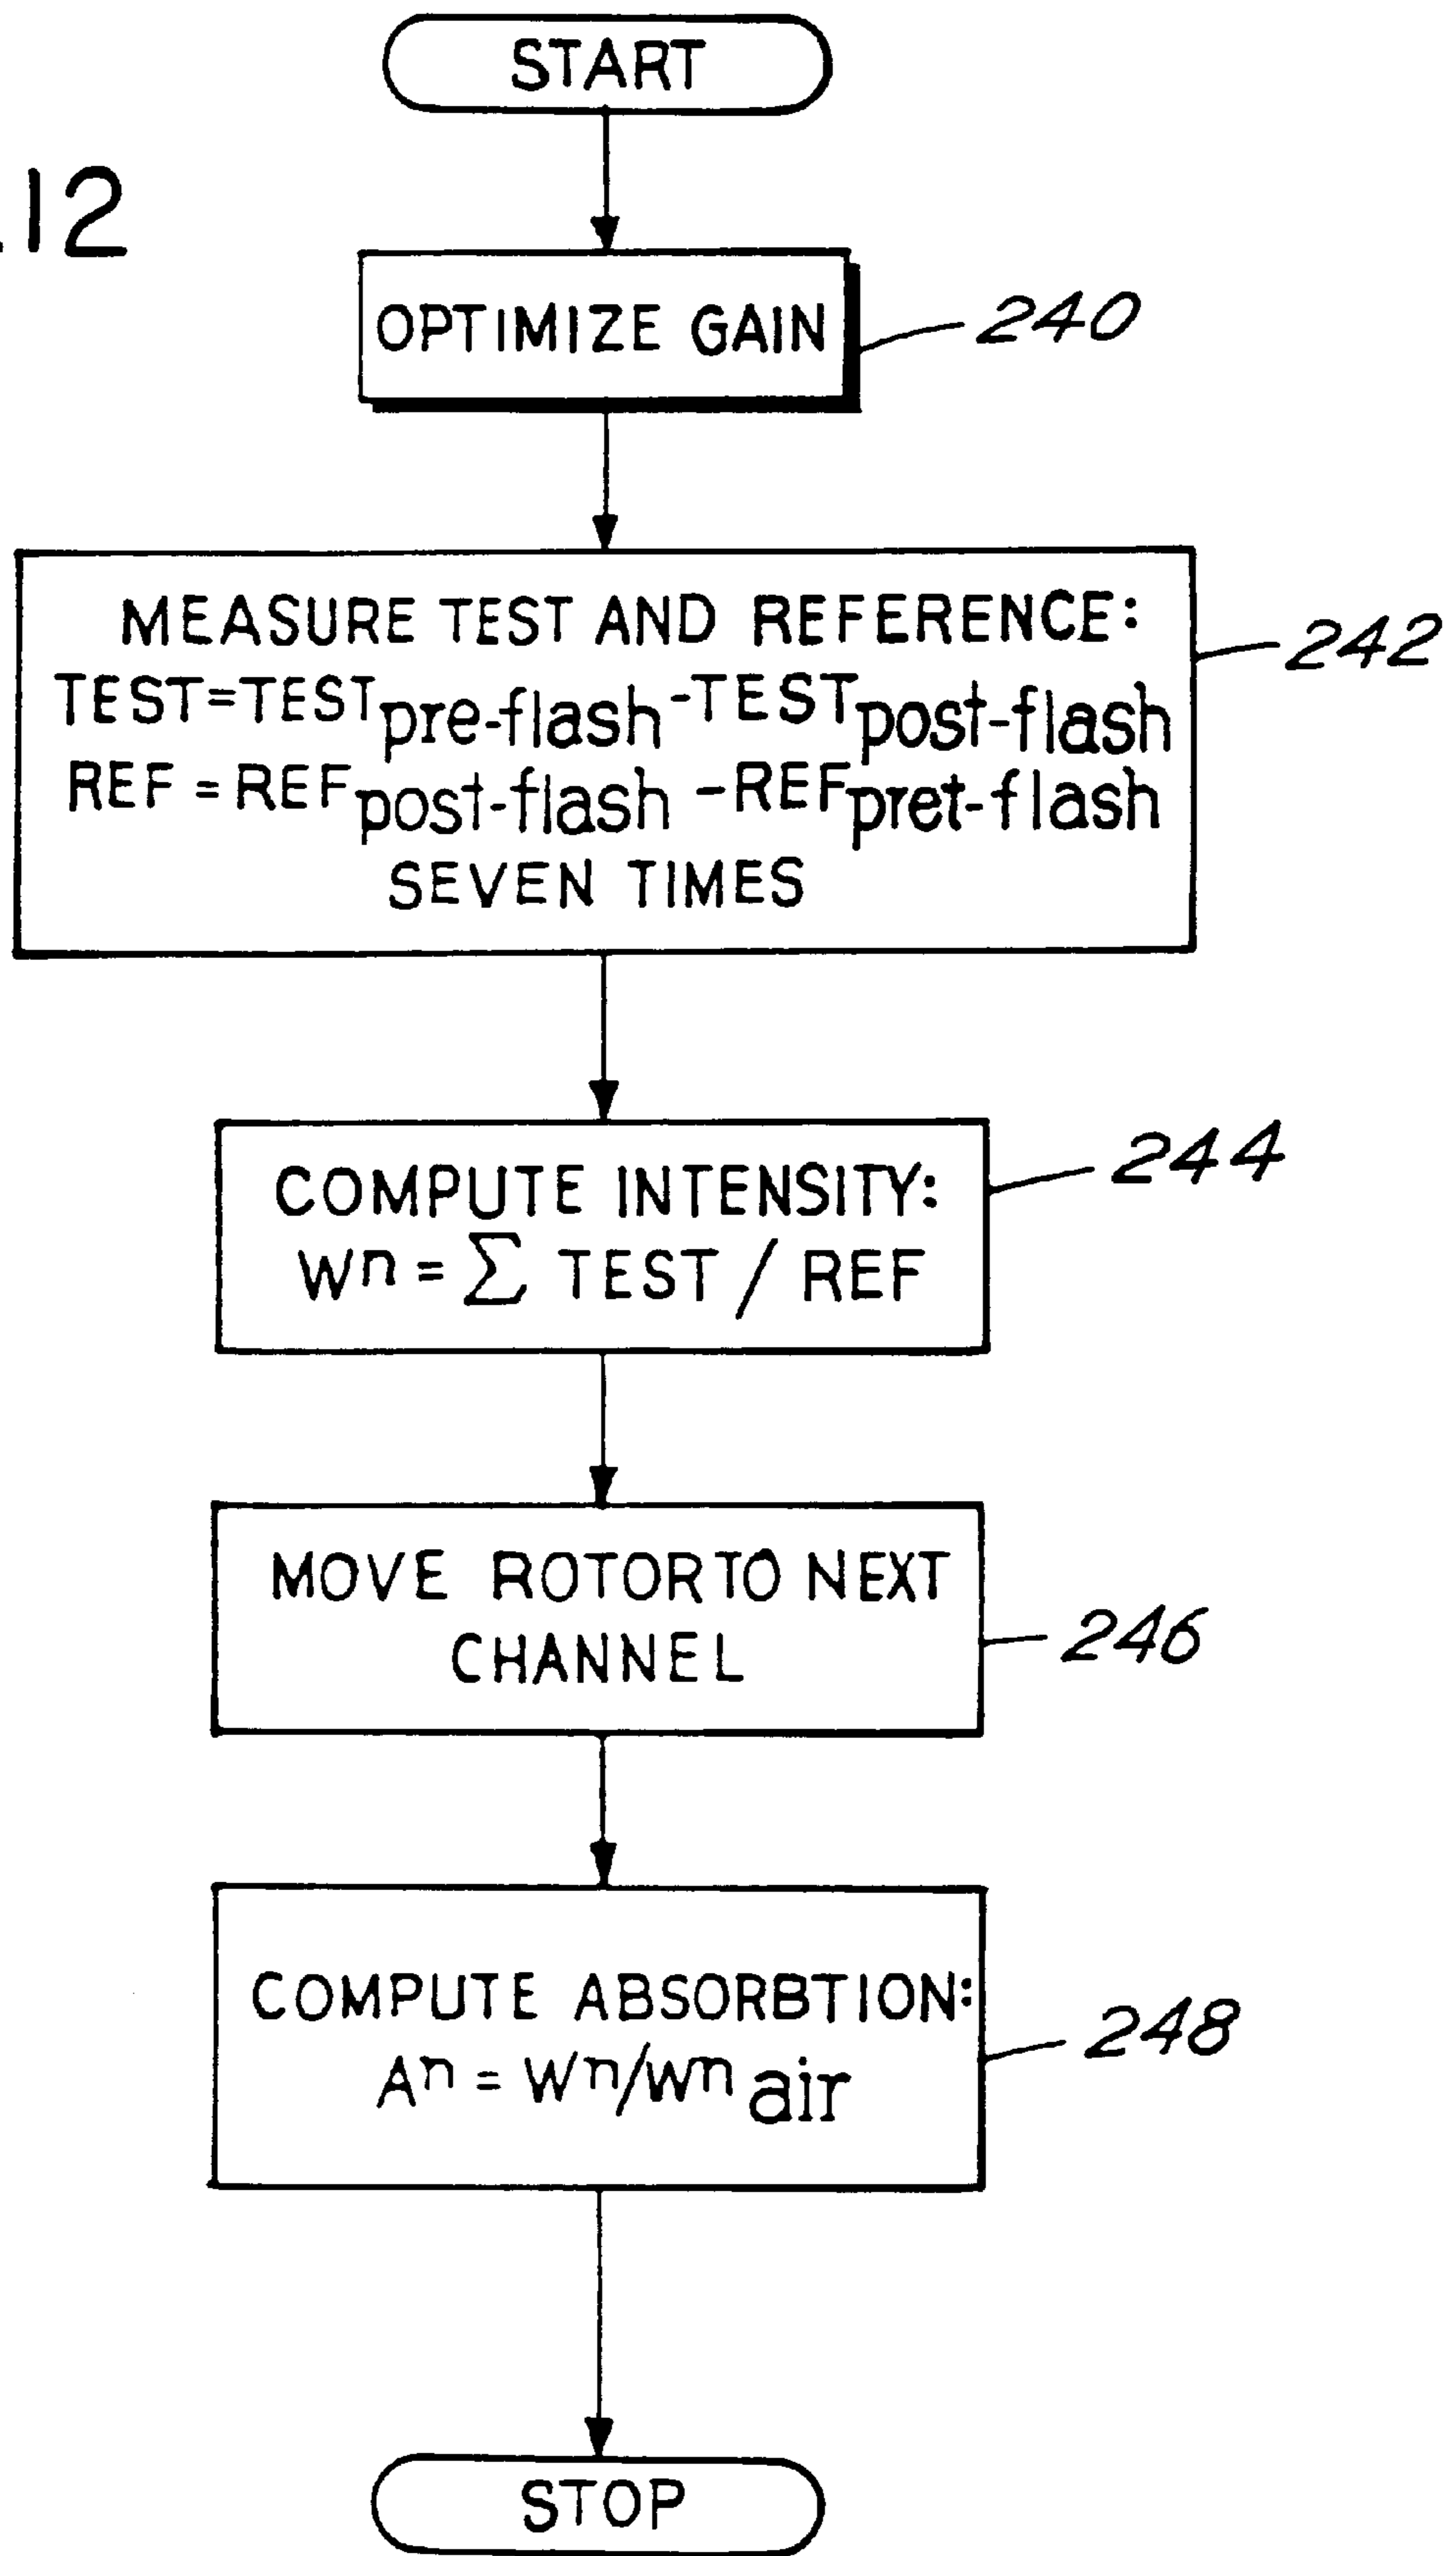 START
.12
OPTIMIZE GAIN
240
MEASURE TEST AND REFERENCE:
242
TEST=TESTpre-flash-TESTpost-flash
REF = REFpost-flash -REFpret-flash
SEVEN TIMES
COMPUTE INTENSITY:
244
Wn = ∑ TEST / REF
MOVE ROTOR TO NEXT
CHANNEL
246
COMPUTE ABSORBTION:
248
An = Wn/Wn air
STOP